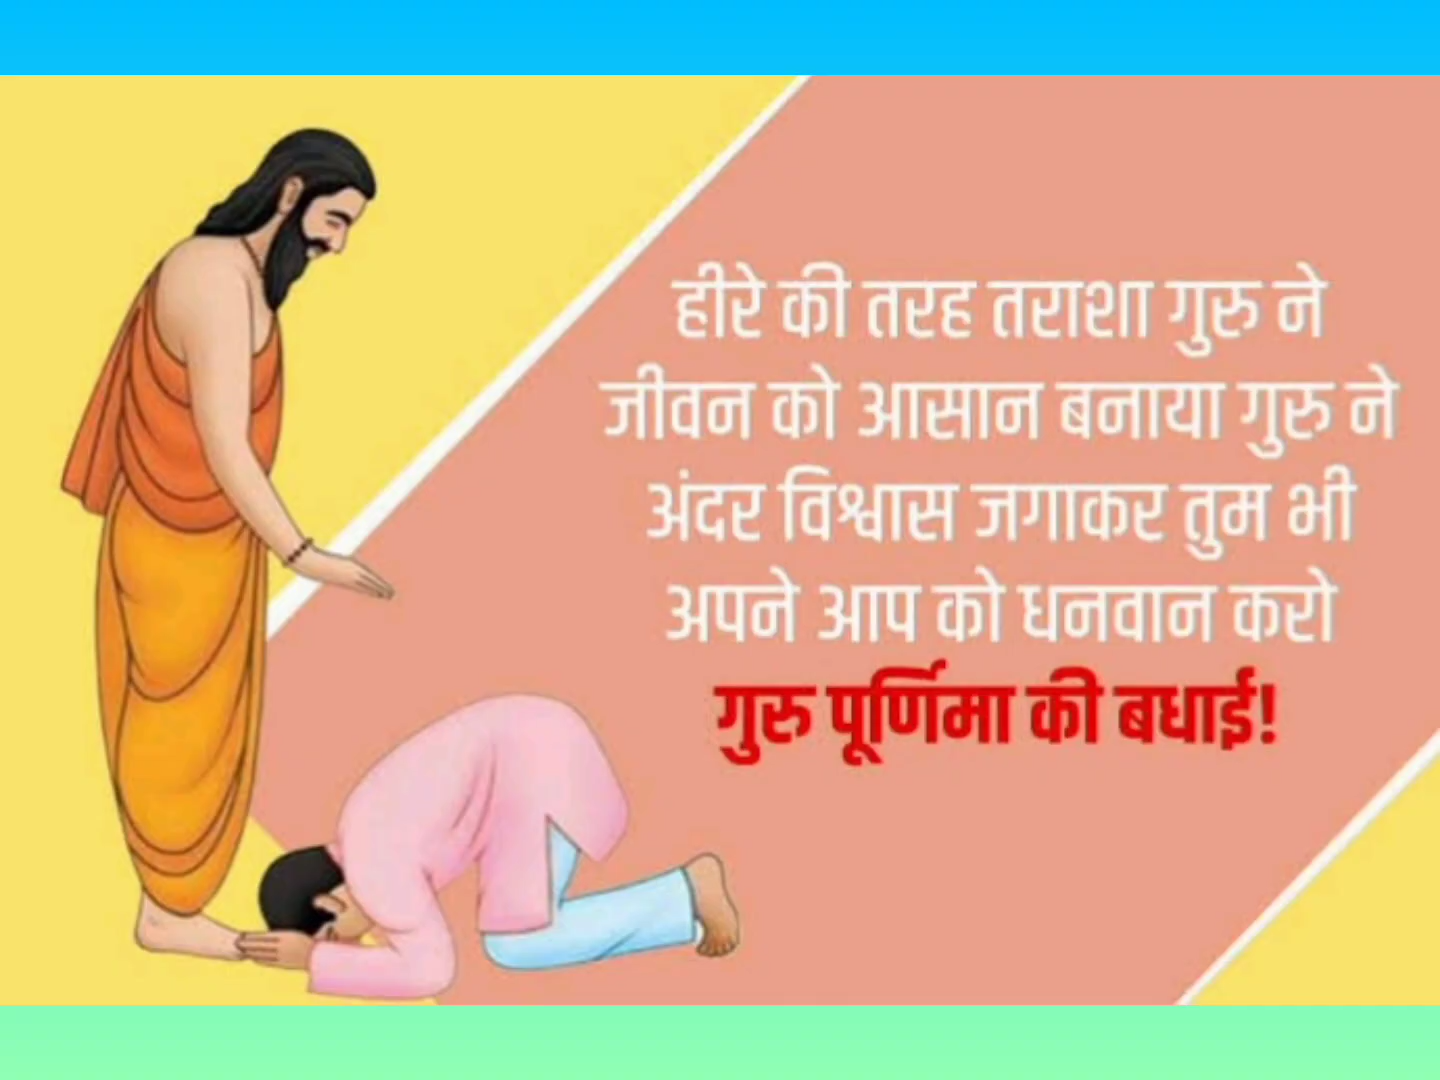 हीरे की तरह तराशा गुरु ने
जीवन को आसान बनाया गुरु ने
अंदर विश्वास जगाकर तुम भी
अपने आप को धनवान करो
गुरु पूर्णिमा की बधाई!